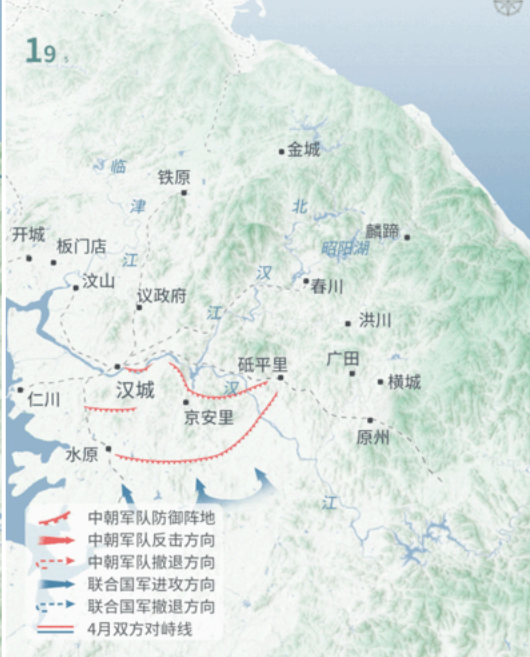 19
金城
铁原
临
津
江
北
汉
江
麟蹄
昭阳湖
开城
板门店
汶山
议政府
春川
洪川
砥平里
广田
横城
汉城
汉
仁川
京安里
原州
水原
江
中朝军队防御阵地
中朝军队反击方向
中朝军队撤退方向
联合国军进攻方向
联合国军撤退方向
4月双方对峙线